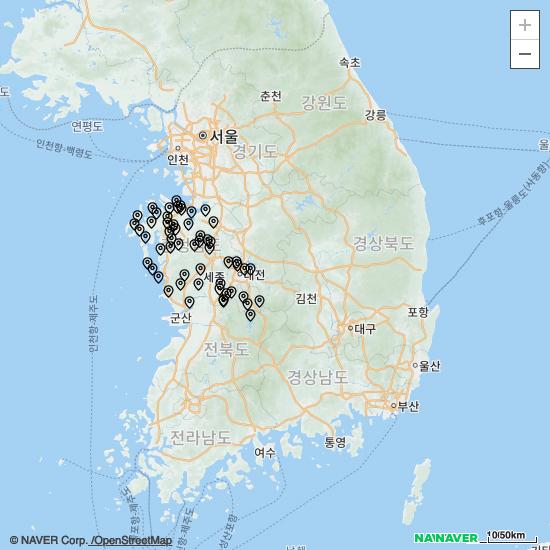 +
−
속초
춘천
강원도
강릉
연평도
서울
인천
경기도
인천항-백령도
후포항-울릉도(사동항)
경상북도
세종
대전
김천
포항
군산
대구
인천항-제주도
전북도
경상남도
울산
부산
전라남도
통영
여수
© NAVER Corp. /OpenStreetMap
NAVER
10/50km